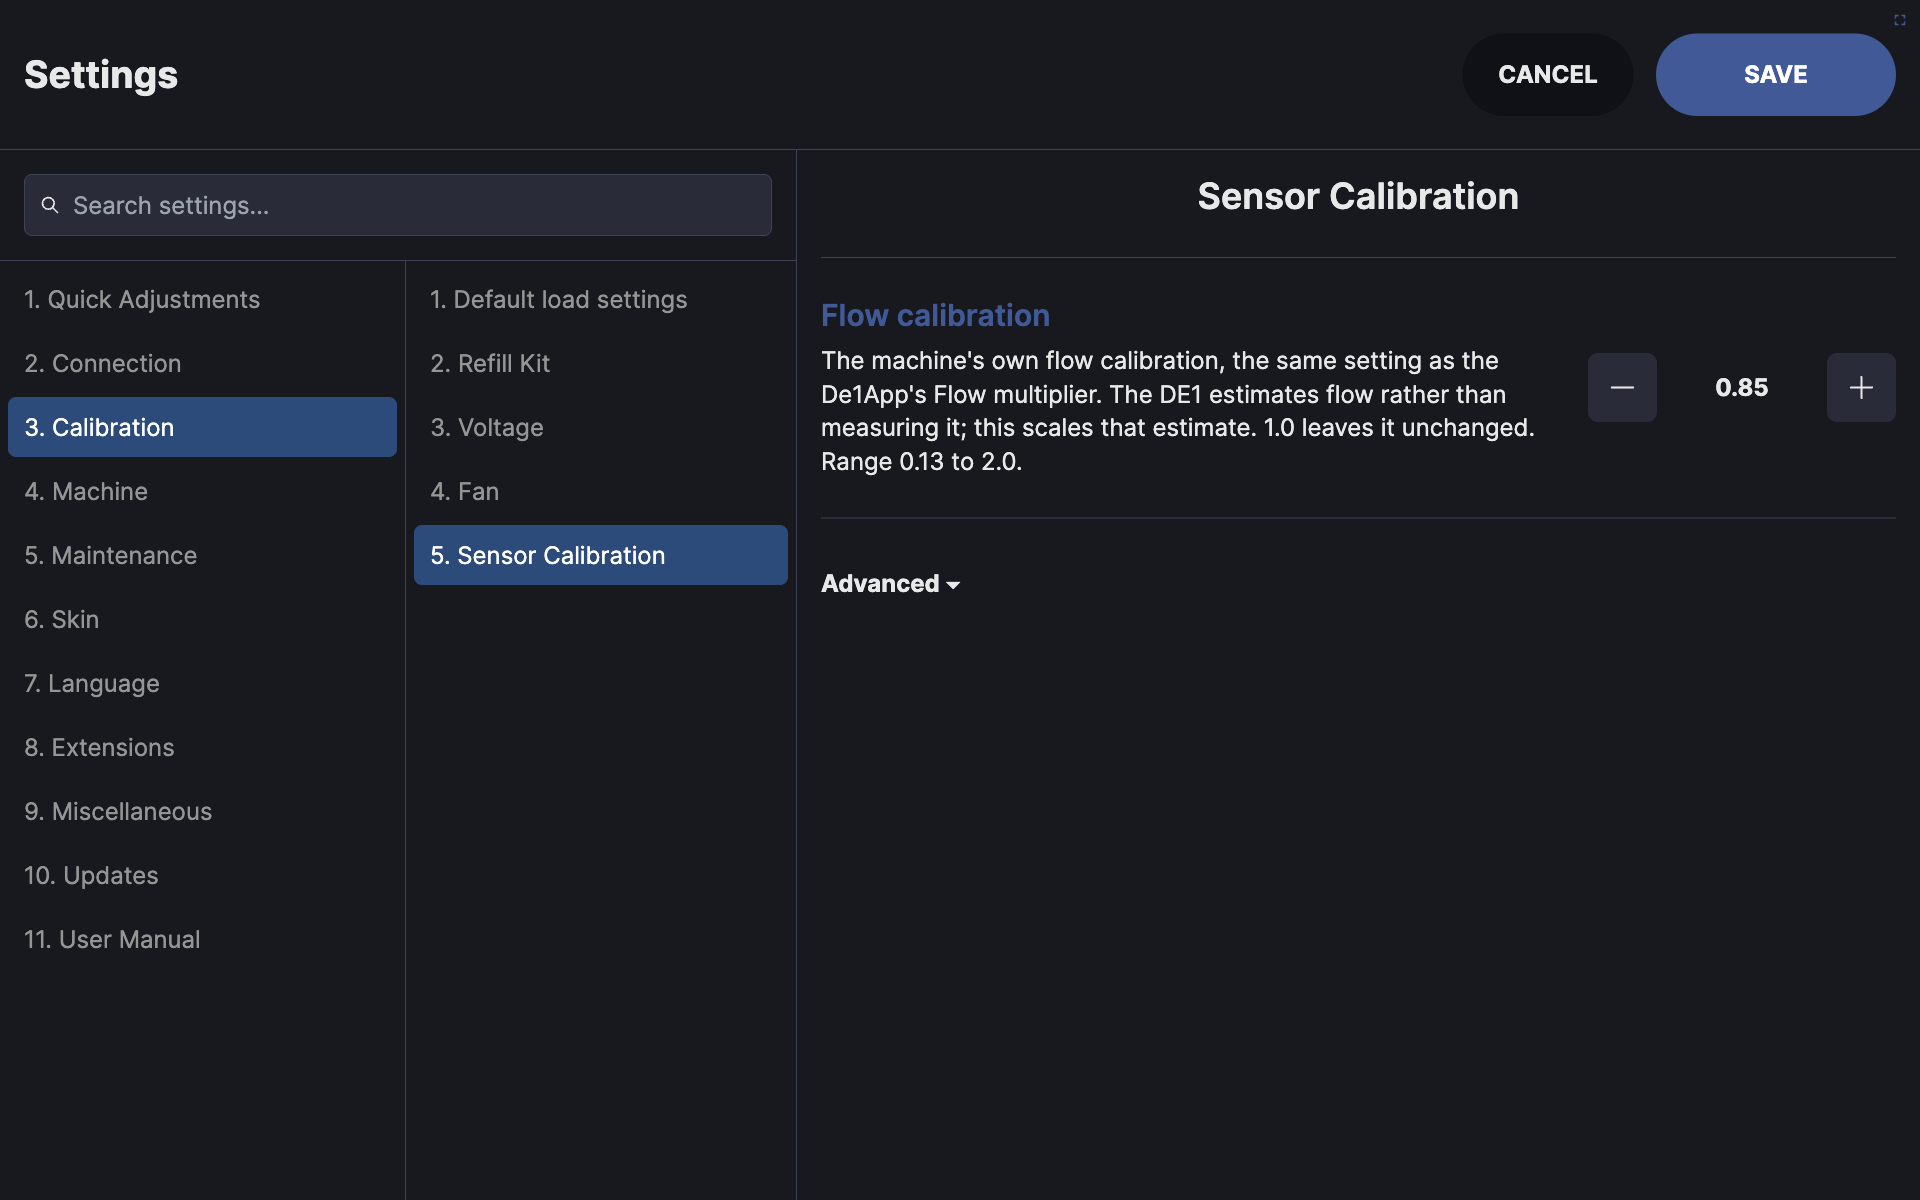 Settings
CANCEL
SAVE
Search settings...
1. Quick Adjustments
2. Connection
3. Calibration
4. Machine
5. Maintenance
6. Skin
7. Language
8. Extensions
9. Miscellaneous
10. Updates
11. User Manual
1. Default load settings
2. Refill Kit
3. Voltage
4. Fan
5. Sensor Calibration
Sensor Calibration
Flow calibration
The machine's own flow calibration, the same setting as the
De1App's Flow multiplier. The DE1 estimates flow rather than
measuring it; this scales that estimate. 1.0 leaves it unchanged.
Range 0.13 to 2.0.
0.85
Advanced